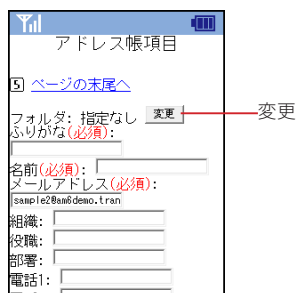 アドレス帳項目
5 ページの末尾へ
フォルダ: 指定なし 変更
変更
ふりがな(必須):
名前(必須):
メールアドレス(必須):
sample2@am6demo.tran
組織:
役職:
部署:
電話1: